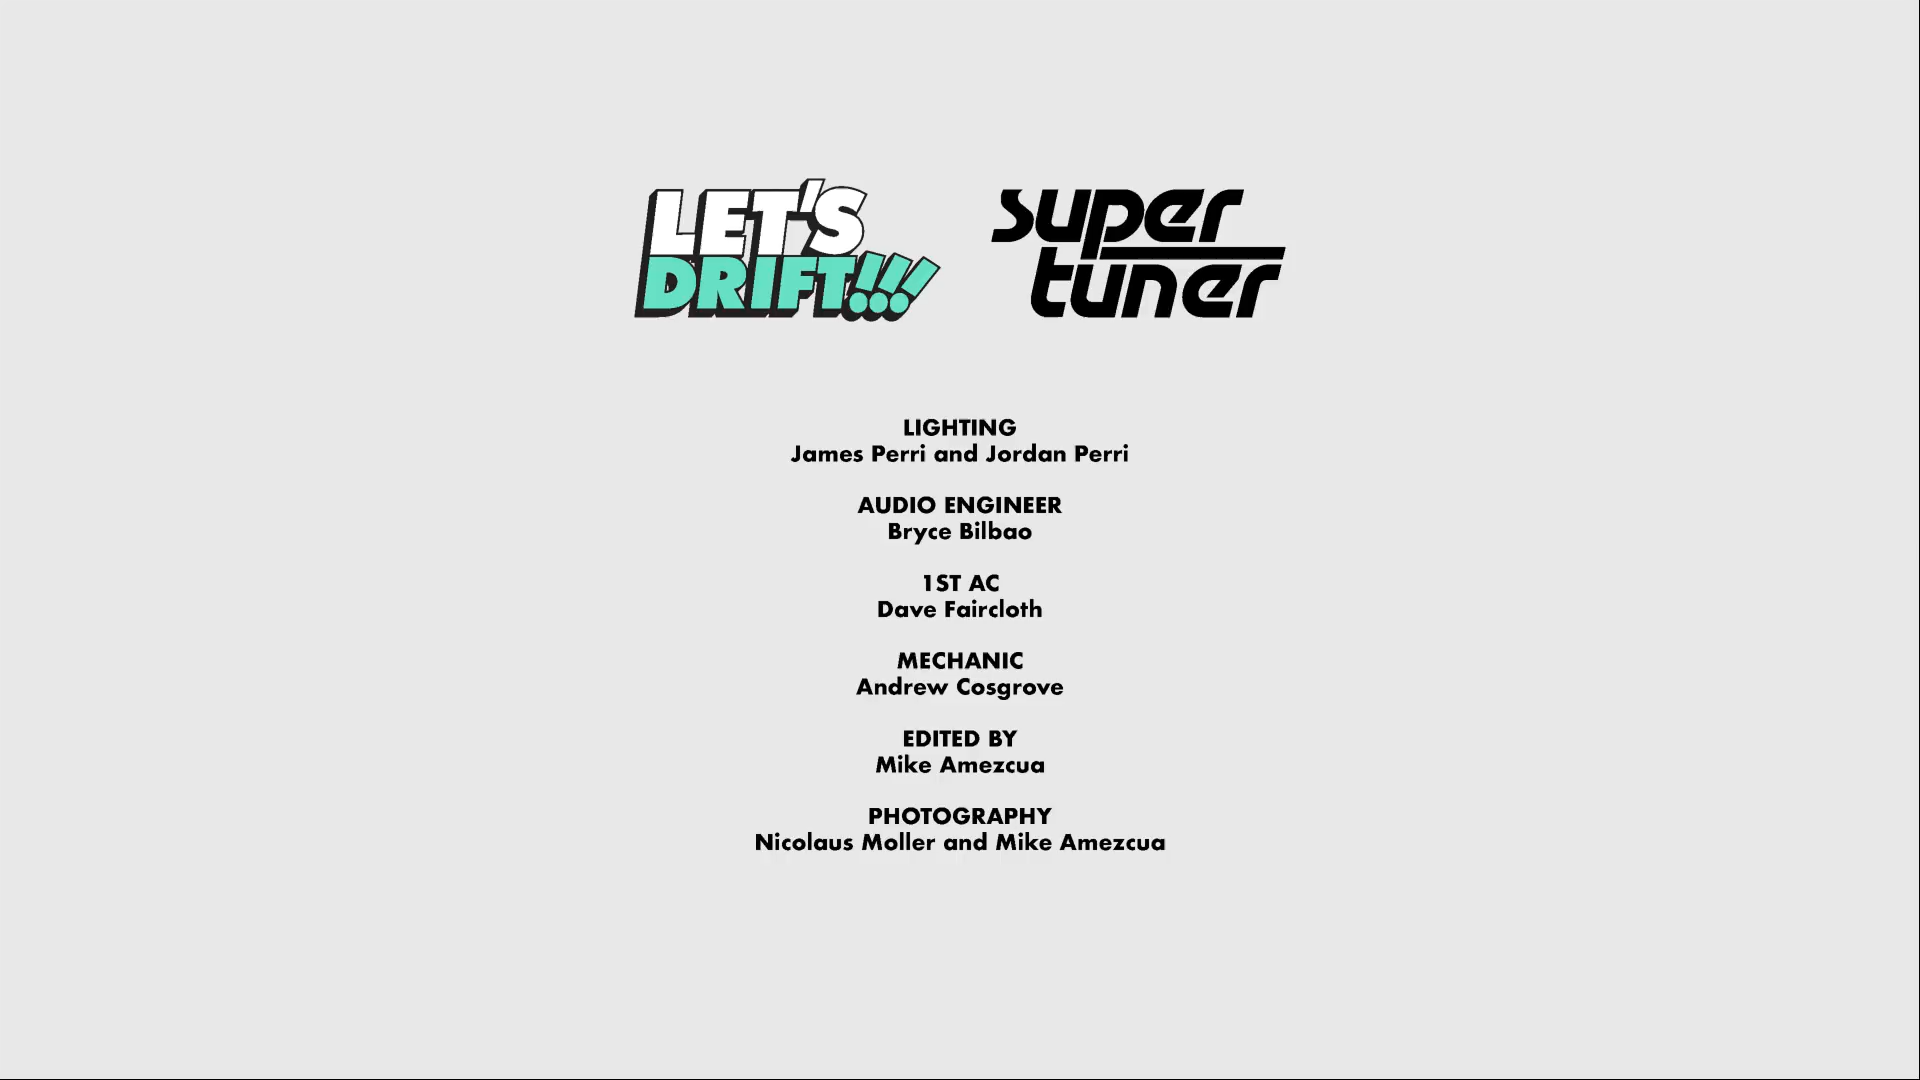 LET'S
DRIFT!!!
super
tuner
LIGHTING
James Perri and Jordan Perri
AUDIO ENGINEER
Bryce Bilbao
1ST AC
Dave Faircloth
MECHANIC
Andrew Cosgrove
EDITED BY
Mike Amezcua
PHOTOGRAPHY
Nicolaus Moller and Mike Amezcua